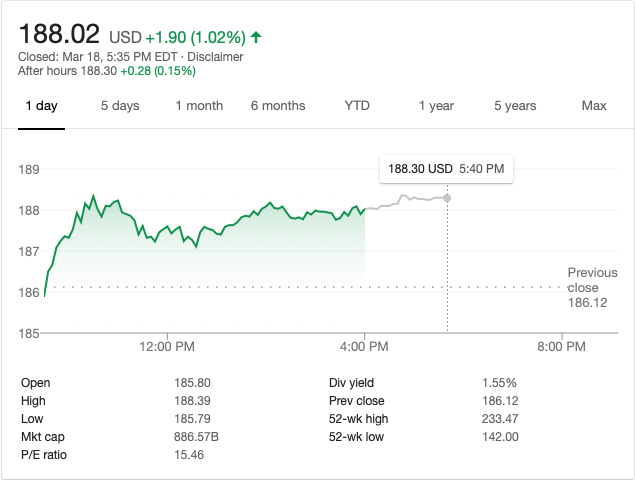 188.02 USD +1.90 (1.02%) ↑
Closed: Mar 18, 5:35 PM EDT · Disclaimer
After hours 188.30 +0.28 (0.15%)
1 day 5 days 1 month 6 months YTD 1 year 5 years Max
189
188.30 USD 5:40 PM
188
187
186
Previous
close
186.12
185
12:00 PM 4:00 PM 8:00 PM
Open 185.80 Div yield 1.55%
High 188.39 Prev close 186.12
Low 185.79 52-wk high 233.47
Mkt cap 886.57B 52-wk low 142.00
P/E ratio 15.46